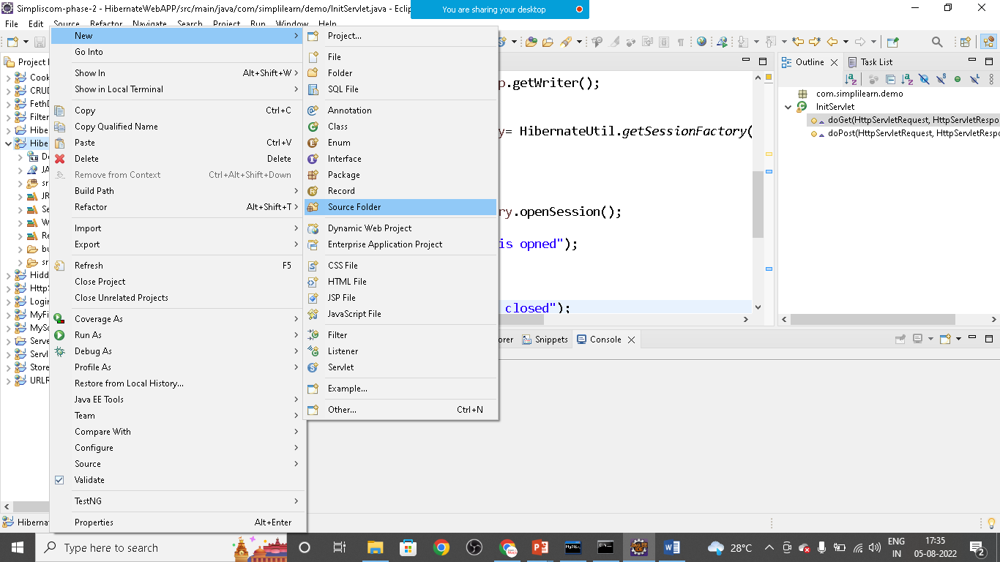 Simpliscom-phase-2 - HibernateWebAPP/src/main/java/com/simplilearn/demo/InitServlet.java - Eclip
You are sharing your desktop
File Edit Source Refactor Navigate Search Project Run Window Help
Project
Cook
CRUD
FethD
Filter
Hibe
Hibe
De
JA
sr
JR
Se
W
Re
bu
sr
Hidd
HttpS
Login
MyFi
MySe
Serve
Servl
Store
URLR
New
Go Into
Show In Alt+Shift+W
Show in Local Terminal
Copy Ctrl+C
Copy Qualified Name
Paste Ctrl+V
Delete Delete
Remove from Context Ctrl+Alt+Shift+Down
Build Path
Refactor Alt+Shift+T
Import
Export
Refresh F5
Close Project
Close Unrelated Projects
Coverage As
Run As
Debug As
Profile As
Restore from Local History...
Java EE Tools
Team
Compare With
Configure
Source
Validate
TestNG
Properties Alt+Enter
Project...
File
Folder
SQL File
Annotation
Class
Enum
Interface
Package
Record
Source Folder
Dynamic Web Project
Enterprise Application Project
CSS File
HTML File
JSP File
JavaScript File
Filter
Listener
Servlet
Example...
Other... Ctrl+N
p.getWriter();
y= HibernateUtil.getSessionFactory(
ry.openSession();
is opned");
closed");
Outline Task List
com.simplilearn.demo
InitServlet
doGet(HttpServletRequest, HttpServletRespo
doPost(HttpServletRequest, HttpServletRespo
orer Snippets Console
Hibernat
Type here to search
28°C
ENG
IN
17:35
05-08-2022
2